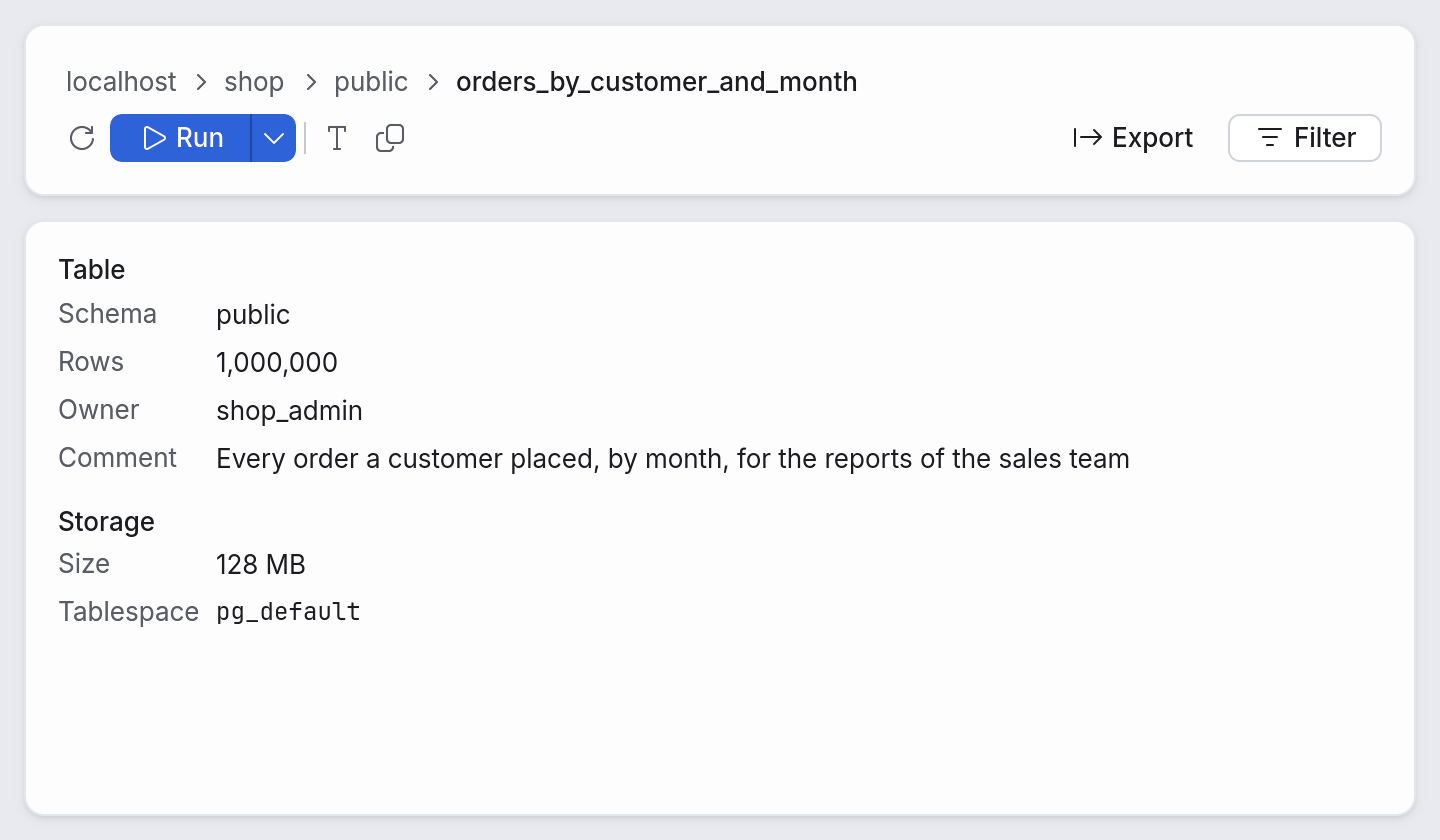 localhost shop public orders_by_customer_and_month
Run Export Filter
Table
Schema public
Rows 1,000,000
Owner shop_admin
Comment Every order a customer placed, by month, for the reports of the sales team
Storage
Size 128 MB
Tablespace pg_default